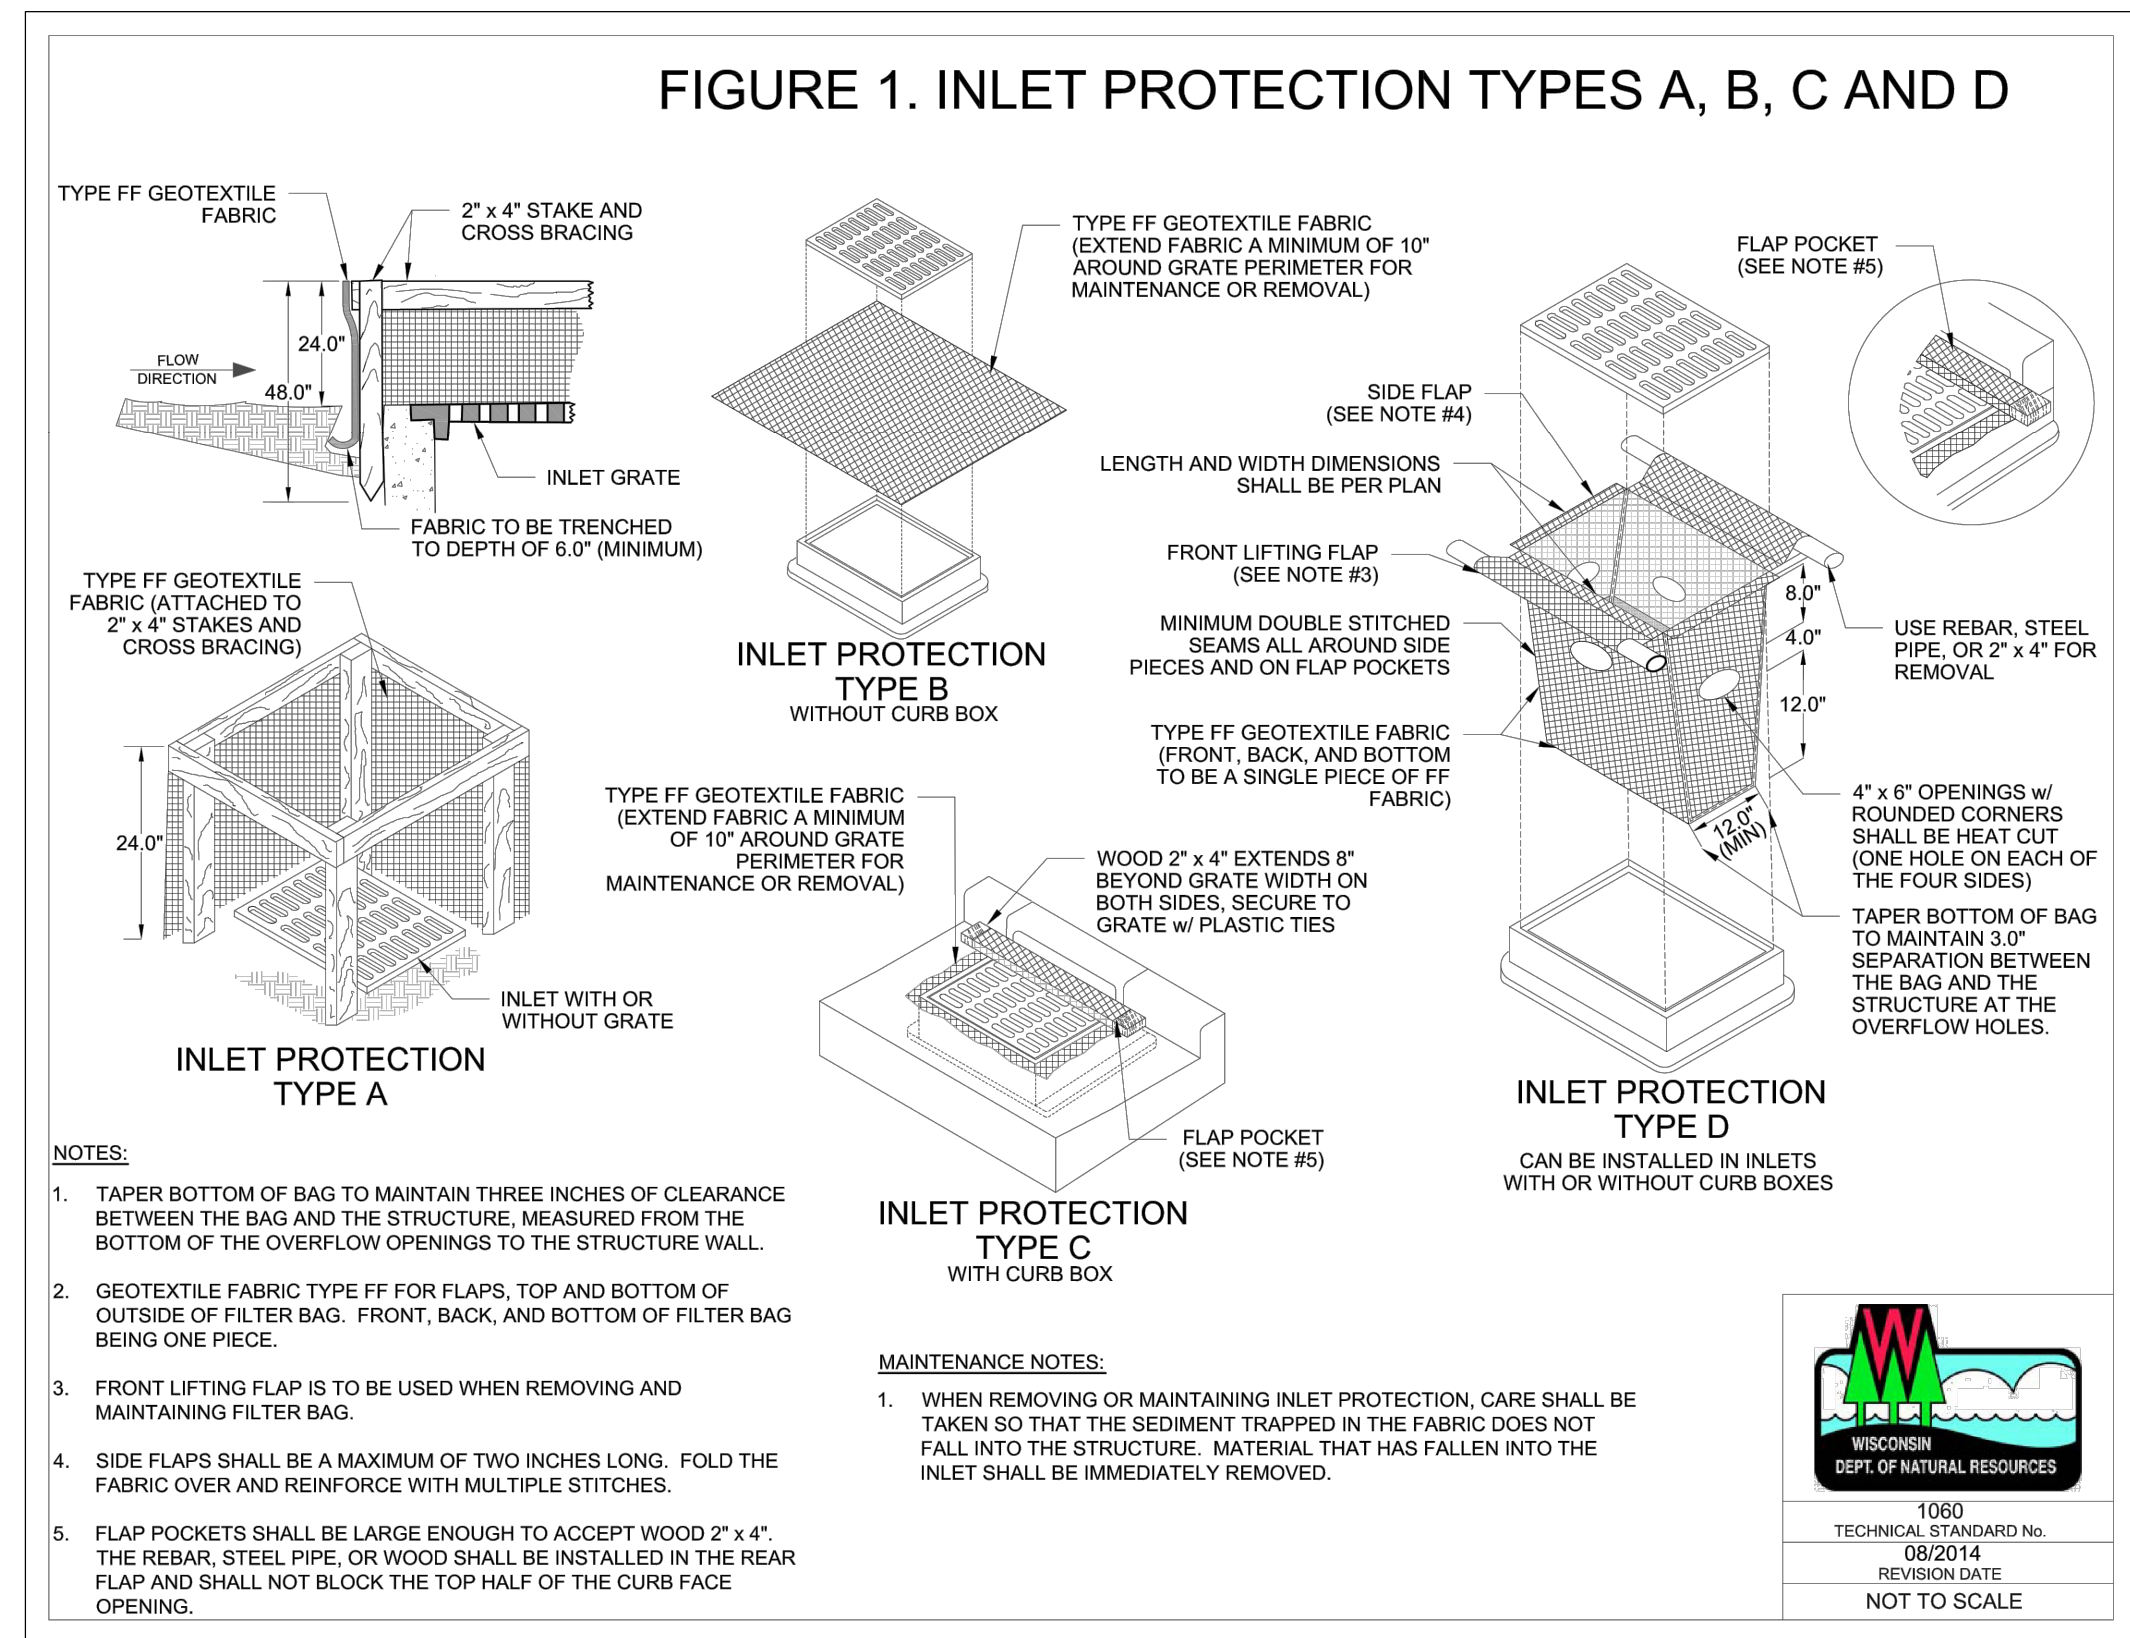 FIGURE 1. INLET PROTECTION TYPES A, B, C AND D
TYPE FF GEOTEXTILE
FABRIC
2" x 4" STAKE AND
CROSS BRACING
24.0"
FLOW
DIRECTION
48.0"
INLET GRATE
FABRIC TO BE TRENCHED
TO DEPTH OF 6.0" (MINIMUM)
TYPE FF GEOTEXTILE
FABRIC (ATTACHED TO
2" x 4" STAKES AND
CROSS BRACING)
24.0"
INLET WITH OR
WITHOUT GRATE
INLET PROTECTION
TYPE A
TYPE FF GEOTEXTILE FABRIC
(EXTEND FABRIC A MINIMUM OF 10"
AROUND GRATE PERIMETER FOR
MAINTENANCE OR REMOVAL)
INLET PROTECTION
TYPE B
WITHOUT CURB BOX
TYPE FF GEOTEXTILE FABRIC
(EXTEND FABRIC A MINIMUM
OF 10" AROUND GRATE
PERIMETER FOR
MAINTENANCE OR REMOVAL)
WOOD 2" x 4" EXTENDS 8"
BEYOND GRATE WIDTH ON
BOTH SIDES, SECURE TO
GRATE w/ PLASTIC TIES
FLAP POCKET
(SEE NOTE #5)
INLET PROTECTION
TYPE C
WITH CURB BOX
FLAP POCKET
(SEE NOTE #5)
SIDE FLAP
(SEE NOTE #4)
LENGTH AND WIDTH DIMENSIONS
SHALL BE PER PLAN
FRONT LIFTING FLAP
(SEE NOTE #3)
MINIMUM DOUBLE STITCHED
SEAMS ALL AROUND SIDE
PIECES AND ON FLAP POCKETS
TYPE FF GEOTEXTILE FABRIC
(FRONT, BACK, AND BOTTOM
TO BE A SINGLE PIECE OF FF
FABRIC)
8.0"
4.0"
12.0"
12.0"
(MIN)
USE REBAR, STEEL
PIPE, OR 2" x 4" FOR
REMOVAL
4" x 6" OPENINGS w/
ROUNDED CORNERS
SHALL BE HEAT CUT
(ONE HOLE ON EACH OF
THE FOUR SIDES)
TAPER BOTTOM OF BAG
TO MAINTAIN 3.0"
SEPARATION BETWEEN
THE BAG AND THE
STRUCTURE AT THE
OVERFLOW HOLES.
INLET PROTECTION
TYPE D
CAN BE INSTALLED IN INLETS
WITH OR WITHOUT CURB BOXES
NOTES:
1. TAPER BOTTOM OF BAG TO MAINTAIN THREE INCHES OF CLEARANCE
BETWEEN THE BAG AND THE STRUCTURE, MEASURED FROM THE
BOTTOM OF THE OVERFLOW OPENINGS TO THE STRUCTURE WALL.
2. GEOTEXTILE FABRIC TYPE FF FOR FLAPS, TOP AND BOTTOM OF
OUTSIDE OF FILTER BAG. FRONT, BACK, AND BOTTOM OF FILTER BAG
BEING ONE PIECE.
3. FRONT LIFTING FLAP IS TO BE USED WHEN REMOVING AND
MAINTAINING FILTER BAG.
4. SIDE FLAPS SHALL BE A MAXIMUM OF TWO INCHES LONG. FOLD THE
FABRIC OVER AND REINFORCE WITH MULTIPLE STITCHES.
5. FLAP POCKETS SHALL BE LARGE ENOUGH TO ACCEPT WOOD 2" x 4".
THE REBAR, STEEL PIPE, OR WOOD SHALL BE INSTALLED IN THE REAR
FLAP AND SHALL NOT BLOCK THE TOP HALF OF THE CURB FACE
OPENING.
MAINTENANCE NOTES:
1. WHEN REMOVING OR MAINTAINING INLET PROTECTION, CARE SHALL BE
TAKEN SO THAT THE SEDIMENT TRAPPED IN THE FABRIC DOES NOT
FALL INTO THE STRUCTURE. MATERIAL THAT HAS FALLEN INTO THE
INLET SHALL BE IMMEDIATELY REMOVED.
W
WISCONSIN
DEPT. OF NATURAL RESOURCES
1060
TECHNICAL STANDARD No.
08/2014
REVISION DATE
NOT TO SCALE